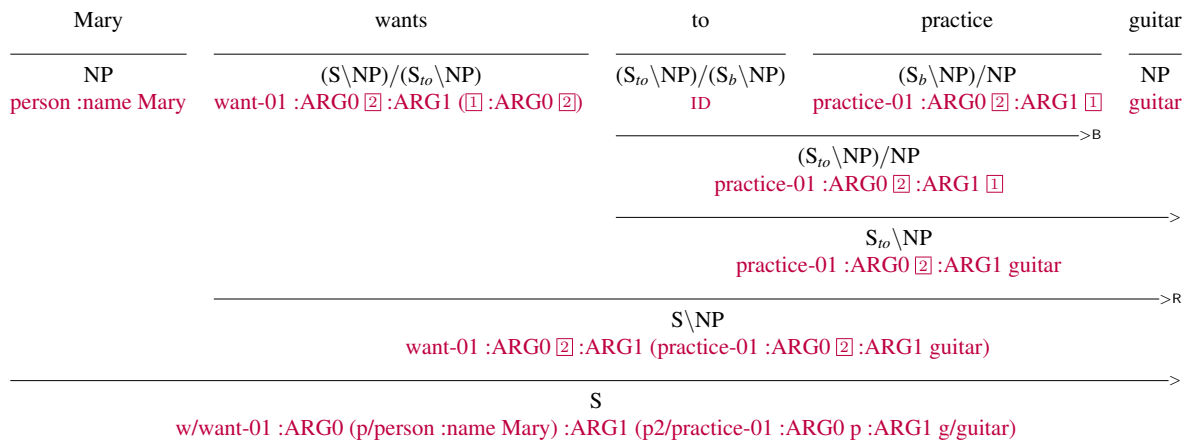 Mary wants to practice guitar
NP (S\NP)/(S_to\NP) (S_to\NP)/(S_b\NP) (S_b\NP)/NP NP
person :name Mary want-01 :ARG0 [2] :ARG1 ([1] :ARG0 [2]) ID practice-01 :ARG0 [2] :ARG1 [1] guitar
>B
(S_to\NP)/NP
practice-01 :ARG0 [2] :ARG1 [1]
>
S_to\NP
practice-01 :ARG0 [2] :ARG1 guitar
>R
S\NP
want-01 :ARG0 [2] :ARG1 (practice-01 :ARG0 [2] :ARG1 guitar)
>
S
w/want-01 :ARG0 (p/person :name Mary) :ARG1 (p2/practice-01 :ARG0 p :ARG1 g/guitar)